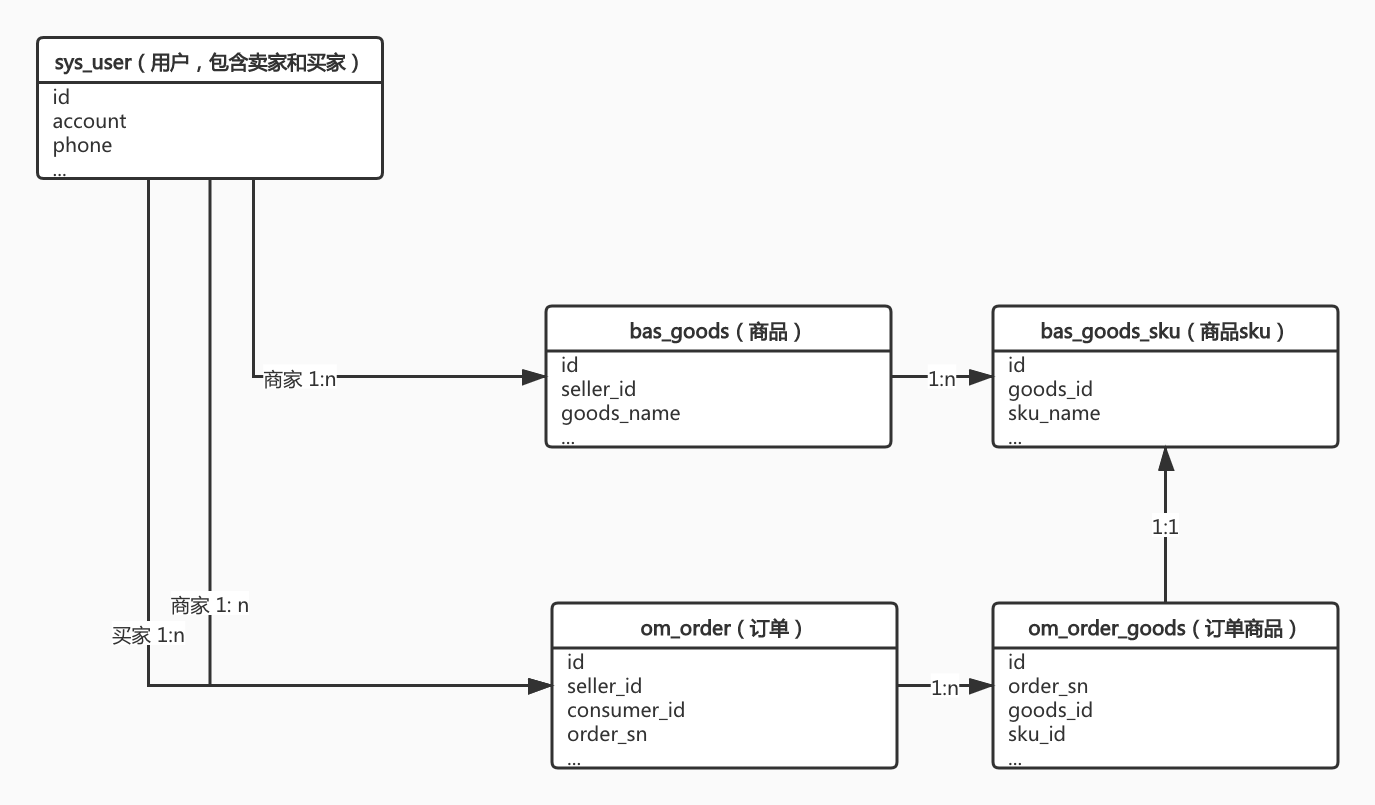 sys_user（用户，包含卖家和买家）
id
account
phone
...
商家 1:n
bas_goods（商品）
id
seller_id
goods_name
...
1:n
bas_goods_sku（商品sku）
id
goods_id
sku_name
...
1:1
商家 1: n
买家 1:n
om_order（订单）
id
seller_id
consumer_id
order_sn
...
1:n
om_order_goods（订单商品）
id
order_sn
goods_id
sku_id
...